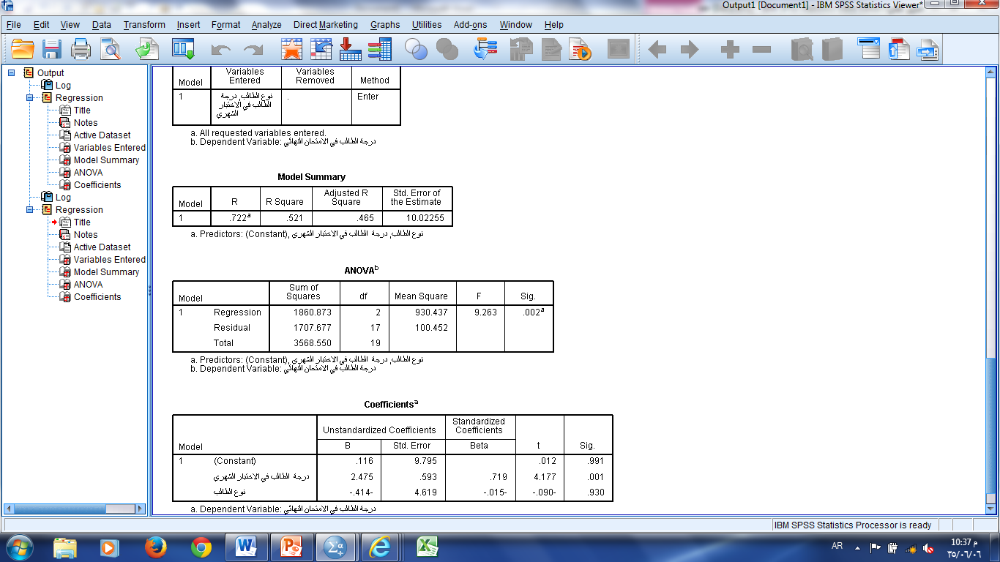 Output1 [Document1] - IBM SPSS Statistics Viewer*
File Edit View Data Transform Insert Format Analyze Direct Marketing Graphs Utilities Add-ons Window Help
Output
Log
Regression
Title
Notes
Active Dataset
Variables Entered
Model Summary
ANOVA
Coefficients
Log
Regression
Title
Notes
Active Dataset
Variables Entered
Model Summary
ANOVA
Coefficients
Model Variables Entered Variables Removed Method
1 نوع الطالب, درجة . Enter
الطالب في الاختبار
الشهري
a. All requested variables entered.
b. Dependent Variable: درجة الطالب في الامتحان النهائي
Model Summary
Model R R Square Adjusted R Square Std. Error of the Estimate
1 .722a .521 .465 10.02255
a. Predictors: (Constant), نوع الطالب, درجة الطالب في الاختبار الشهري
ANOVAb
Model Sum of Squares df Mean Square F Sig.
1 Regression 1860.873 2 930.437 9.263 .002a
Residual 1707.677 17 100.452
Total 3568.550 19
a. Predictors: (Constant), نوع الطالب, درجة الطالب في الاختبار الشهري
b. Dependent Variable: درجة الطالب في الامتحان النهائي
Coefficientsa
Unstandardized Coefficients Standardized Coefficients
Model B Std. Error Beta t Sig.
1 (Constant) .116 9.795 .012 .991
درجة الطالب في الاختبار الشهري 2.475 .593 .719 4.177 .001
نوع الطالب -.414- 4.619 -.015- -.090- .930
a. Dependent Variable: درجة الطالب في الامتحان النهائي
IBM SPSS Statistics Processor is ready
AR
10:37 م
٣٥/٠٦/٠٦